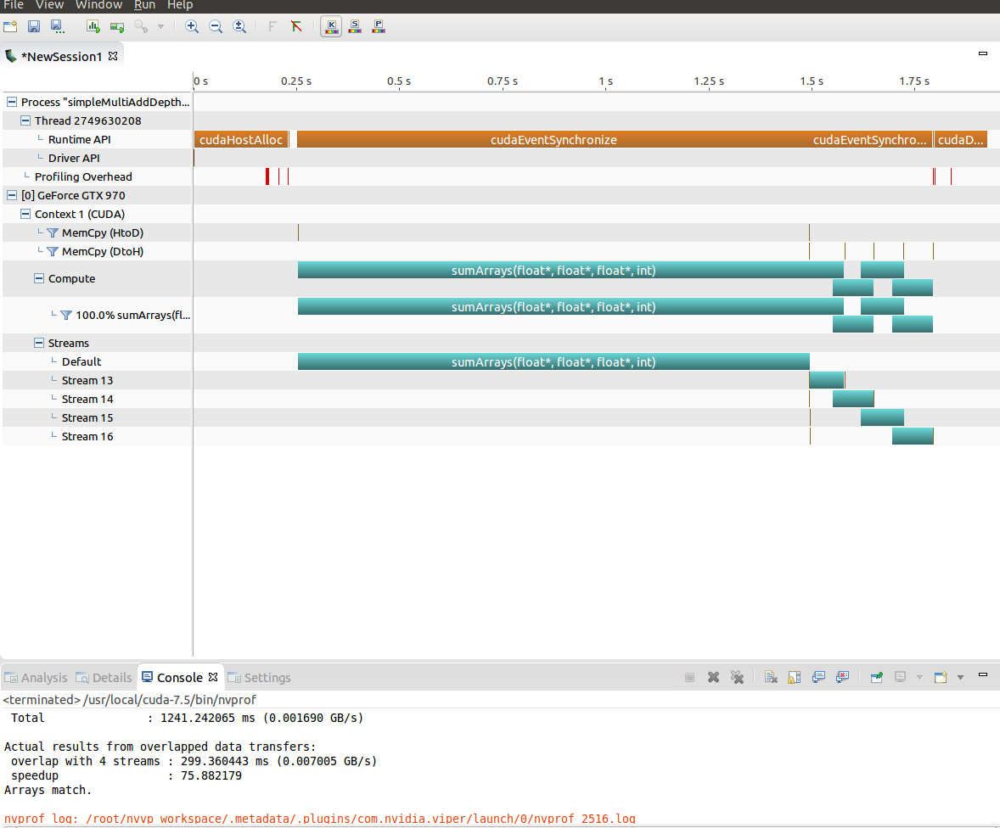 File View Window Run Help
*NewSession1
0 s 0.25 s 0.5 s 0.75 s 1 s 1.25 s 1.5 s 1.75 s
Process "simpleMultiAddDepth...
Thread 2749630208
Runtime API cudaHostAlloc cudaEventSynchronize cudaEventSynchro... cudaD...
Driver API
Profiling Overhead
[0] GeForce GTX 970
Context 1 (CUDA)
MemCpy (HtoD)
MemCpy (DtoH)
Compute sumArrays(float*, float*, float*, int)
100.0% sumArrays(fl... sumArrays(float*, float*, float*, int)
Streams
Default sumArrays(float*, float*, float*, int)
Stream 13
Stream 14
Stream 15
Stream 16
Analysis Details Console Settings
<terminated> /usr/local/cuda-7.5/bin/nvprof
Total : 1241.242065 ms (0.001690 GB/s)
Actual results from overlapped data transfers:
overlap with 4 streams : 299.360443 ms (0.007005 GB/s)
speedup : 75.882179
Arrays match.
nvprof log: /root/nvvp_workspace/.metadata/.plugins/com.nvidia.viper/launch/0/nvprof_2516.log